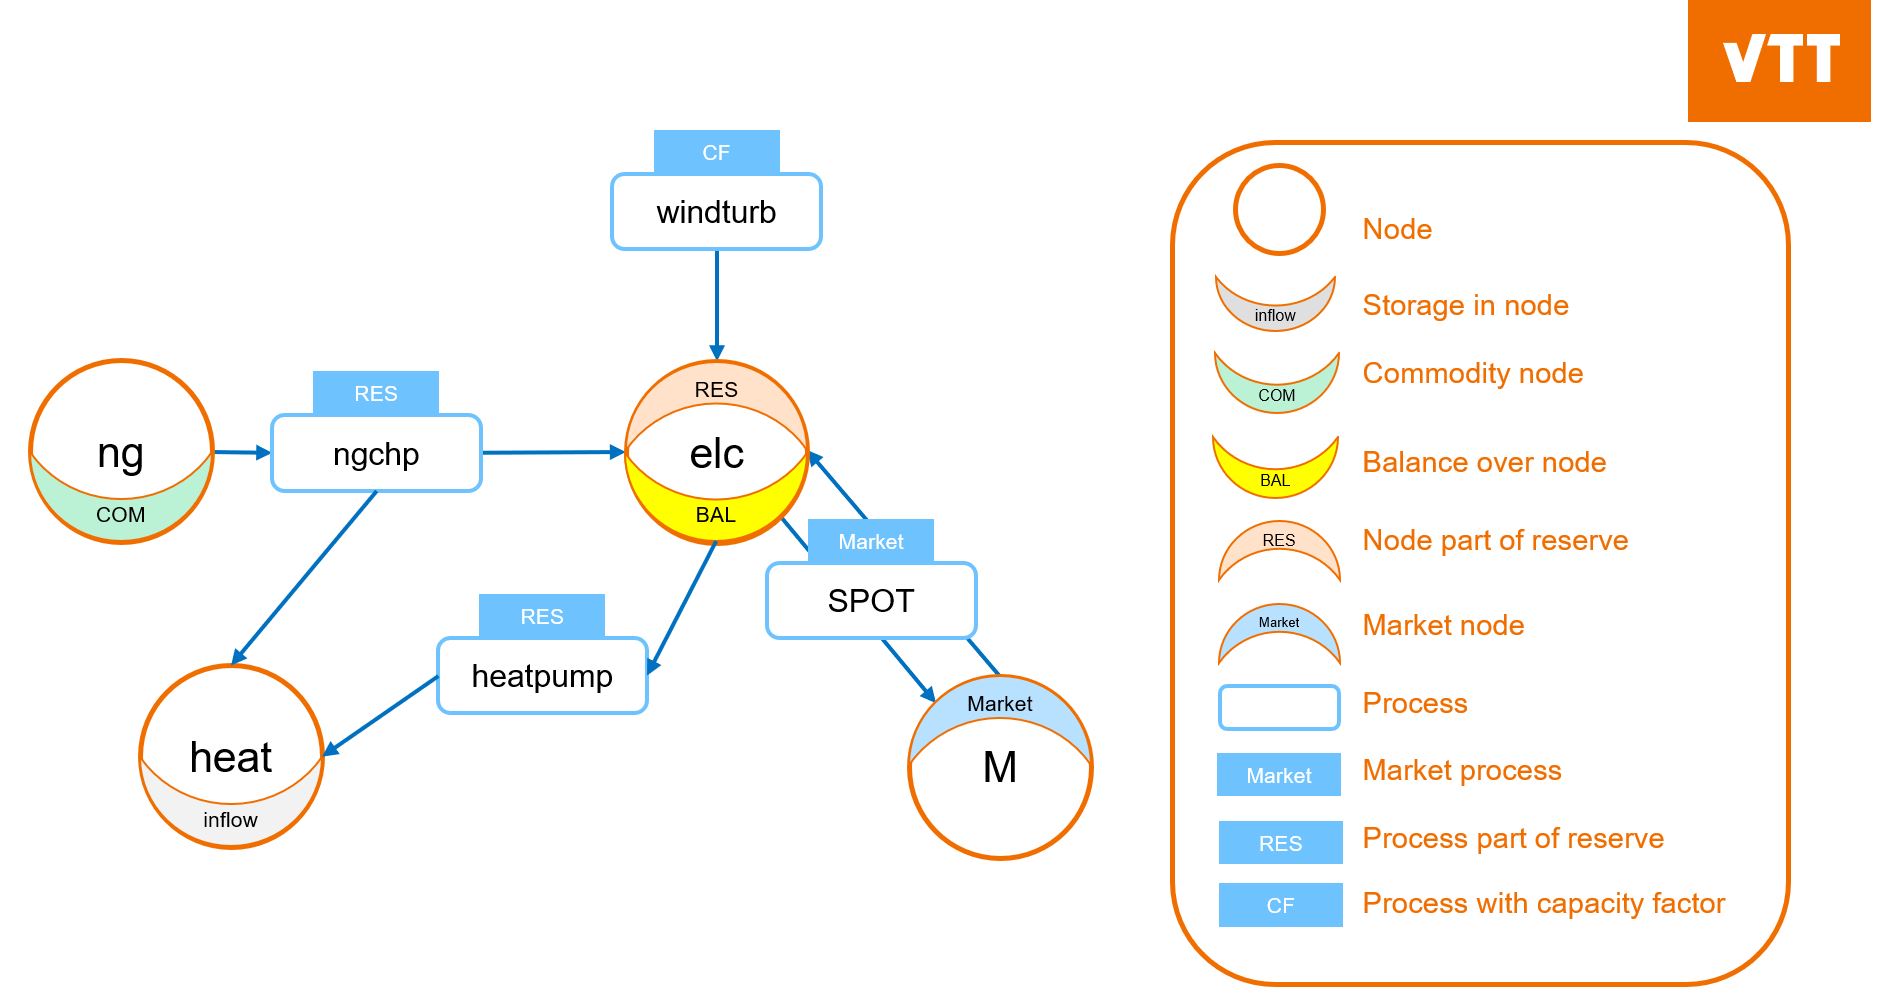 VTT
CF
windturb
RES
ngchp
ng
COM
RES
elc
BAL
Market
SPOT
RES
heatpump
heat
inflow
Market
M
Node
inflow
Storage in node
COM
Commodity node
BAL
Balance over node
RES
Node part of reserve
Market
Market node
Process
Market
Market process
RES
Process part of reserve
CF
Process with capacity factor